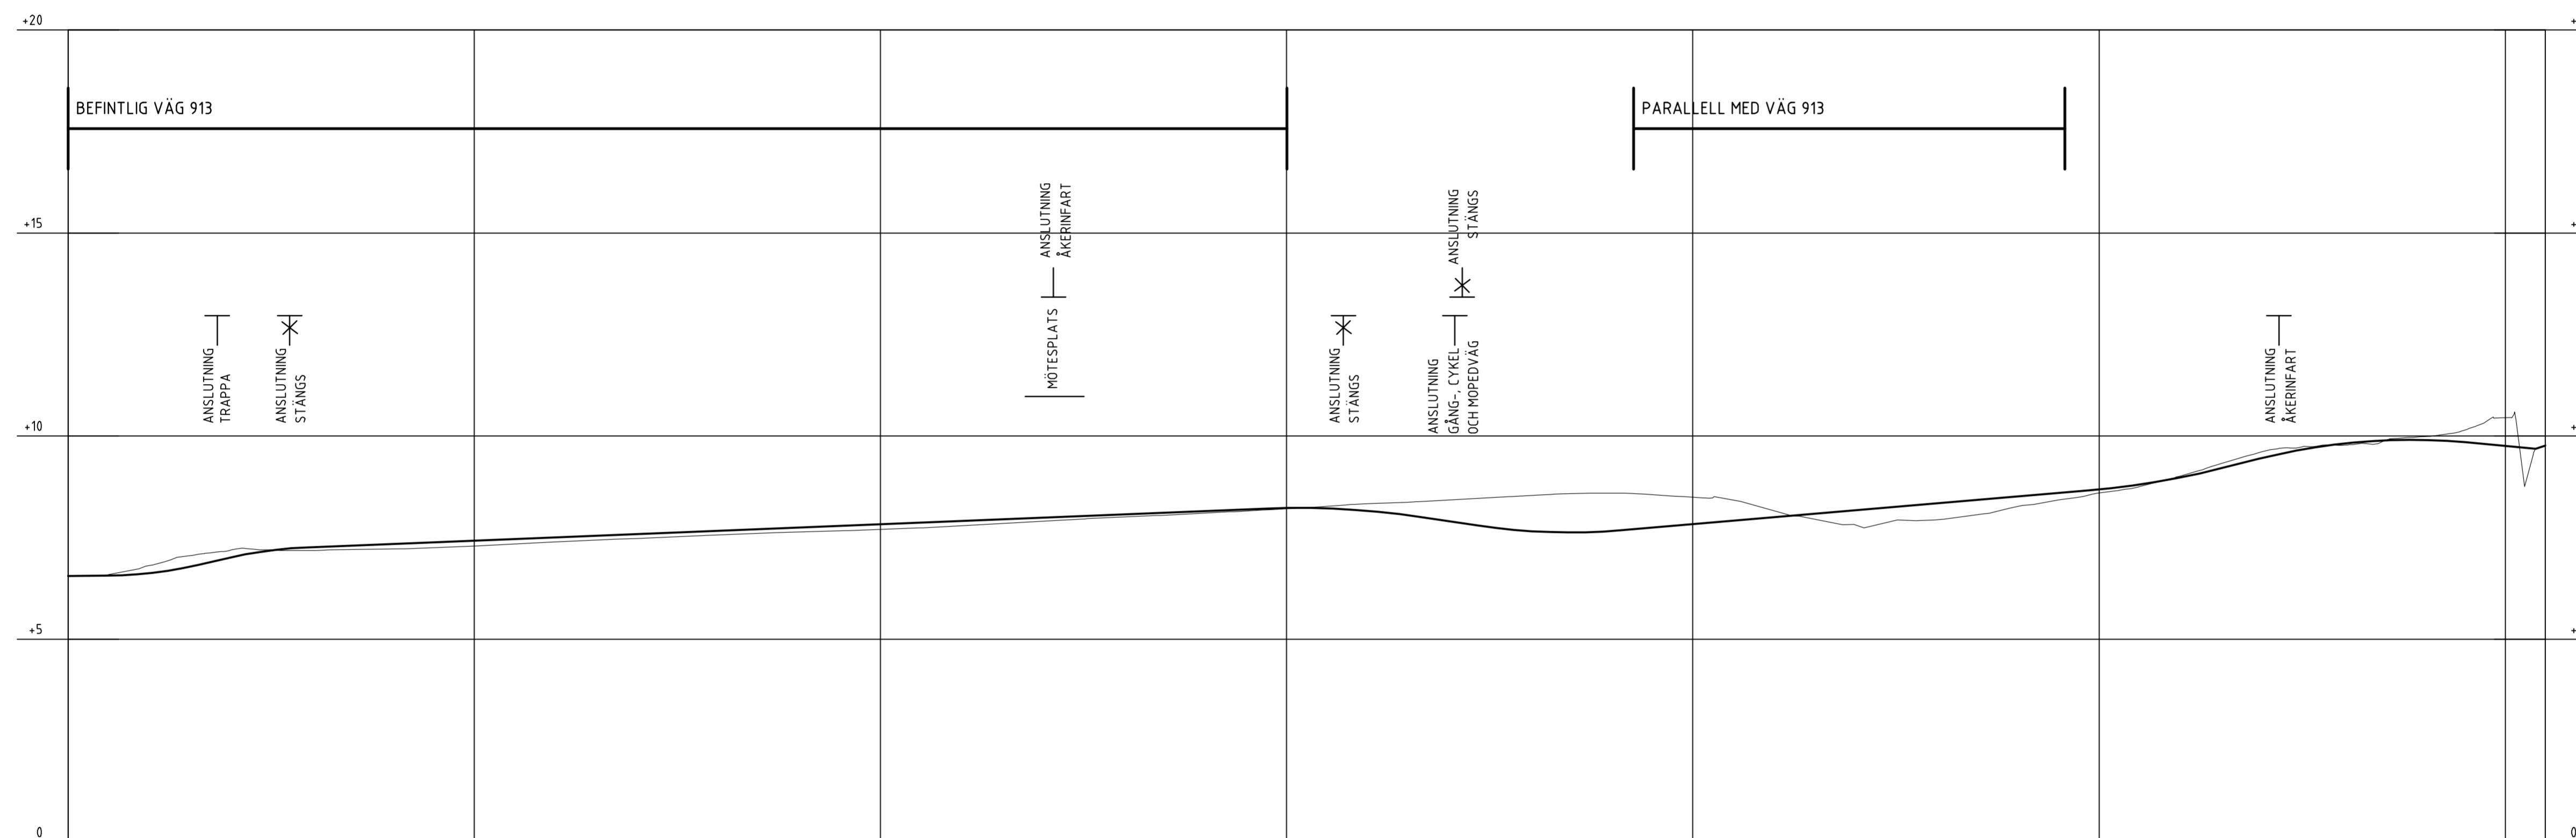 +20
+
BEFINTLIG VÄG 913
PARALLELL MED VÄG 913
+15
+
ANSLUTNING
ÅKERINFART
ANSLUTNING
STÄNGS
ANSLUTNING
TRAPPA
ANSLUTNING
STÄNGS
MÖTESPLATS
ANSLUTNING
STÄNGS
ANSLUTNING
GÅNG-, CYKEL
OCH MOPEDVÄG
ANSLUTNING
ÅKERINFART
+10
+
+5
+
0
0